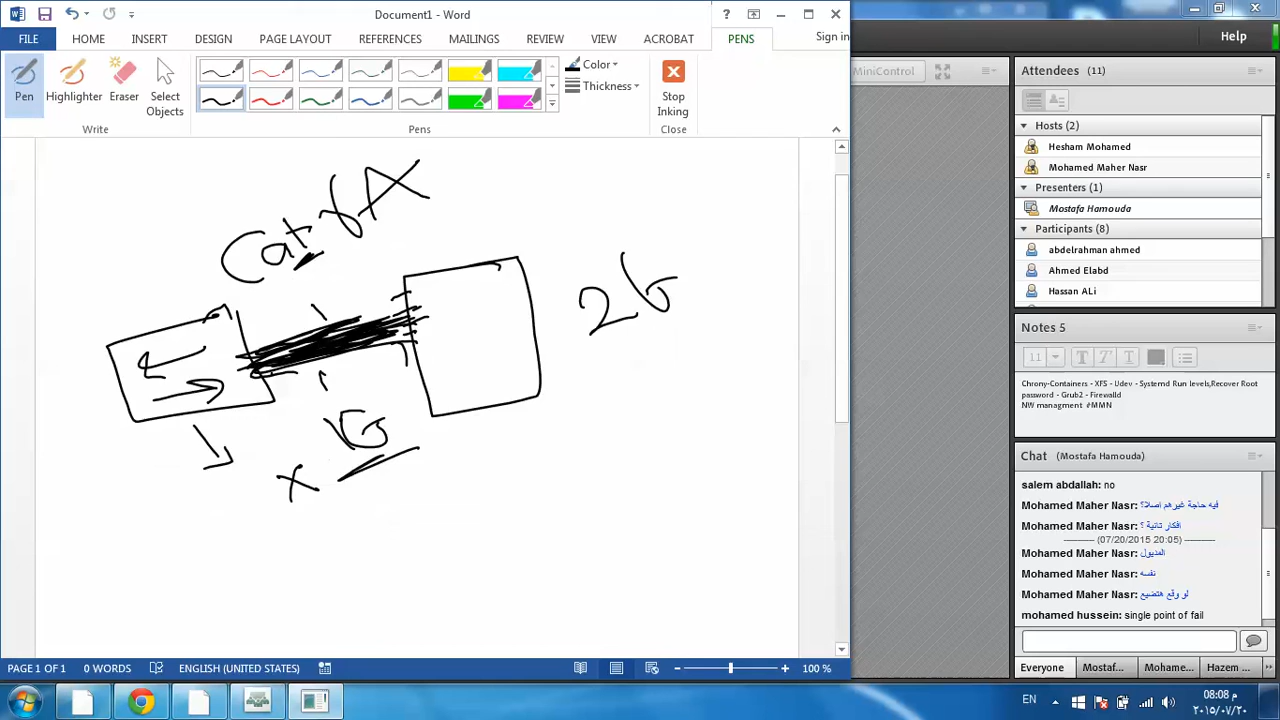 Document1 - Word
?
FILE
HOME
INSERT
DESIGN
PAGE LAYOUT
REFERENCES
MAILINGS
REVIEW
VIEW
ACROBAT
PENS
Sign in
Pen
Highlighter
Eraser
Select Objects
Write
Pens
Color
Thickness
Stop Inking
Close
2G
1G
x
PAGE 1 OF 1
0 WORDS
ENGLISH (UNITED STATES)
100 %
Help
MiniControl
Attendees (11)
Hosts (2)
Hesham Mohamed
Mohamed Maher Nasr
Presenters (1)
Mostafa Hamouda
Participants (8)
abdelrahman ahmed
Ahmed Elabd
Hassan ALi
Notes 5
11
Chrony-Containers - XFS - Udev - Systemd Run levels,Recover Root
password - Grub2 - Firewalld
NW managment #MMN
Chat (Mostafa Hamouda)
salem abdallah: no
Mohamed Maher Nasr: فيه حاجة غيرهم اصلا؟
Mohamed Maher Nasr: افكار تانية ؟
(07/20/2015 20:05)
Mohamed Maher Nasr: المديول
Mohamed Maher Nasr: نفسه
Mohamed Maher Nasr: لو وقع هتضيع
mohamed hussein: single point of fail
Everyone
Mostaf...
Mohame...
Hazem ...
EN
08:08 م
٢٠١٥/٠٧/٢٠